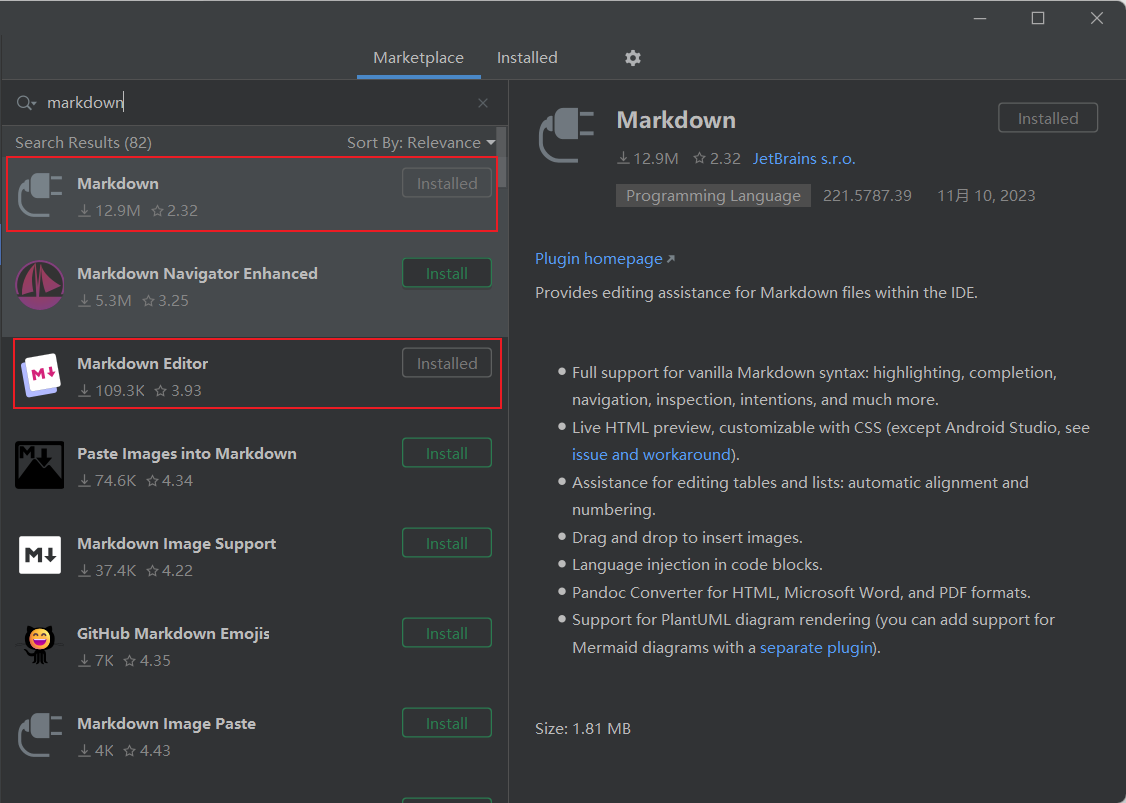 Marketplace Installed
markdown
Search Results (82) Sort By: Relevance
Markdown Installed
12.9M 2.32
Markdown Navigator Enhanced Install
5.3M 3.25
Markdown Editor Installed
109.3K 3.93
Paste Images into Markdown Install
74.6K 4.34
Markdown Image Support Install
37.4K 4.22
GitHub Markdown Emojis Install
7K 4.35
Markdown Image Paste Install
4K 4.43
Markdown Installed
12.9M 2.32 JetBrains s.r.o.
Programming Language 221.5787.39 11月 10, 2023
Plugin homepage
Provides editing assistance for Markdown files within the IDE.
Full support for vanilla Markdown syntax: highlighting, completion,
navigation, inspection, intentions, and much more.
Live HTML preview, customizable with CSS (except Android Studio, see
issue and workaround).
Assistance for editing tables and lists: automatic alignment and
numbering.
Drag and drop to insert images.
Language injection in code blocks.
Pandoc Converter for HTML, Microsoft Word, and PDF formats.
Support for PlantUML diagram rendering (you can add support for
Mermaid diagrams with a separate plugin).
Size: 1.81 MB